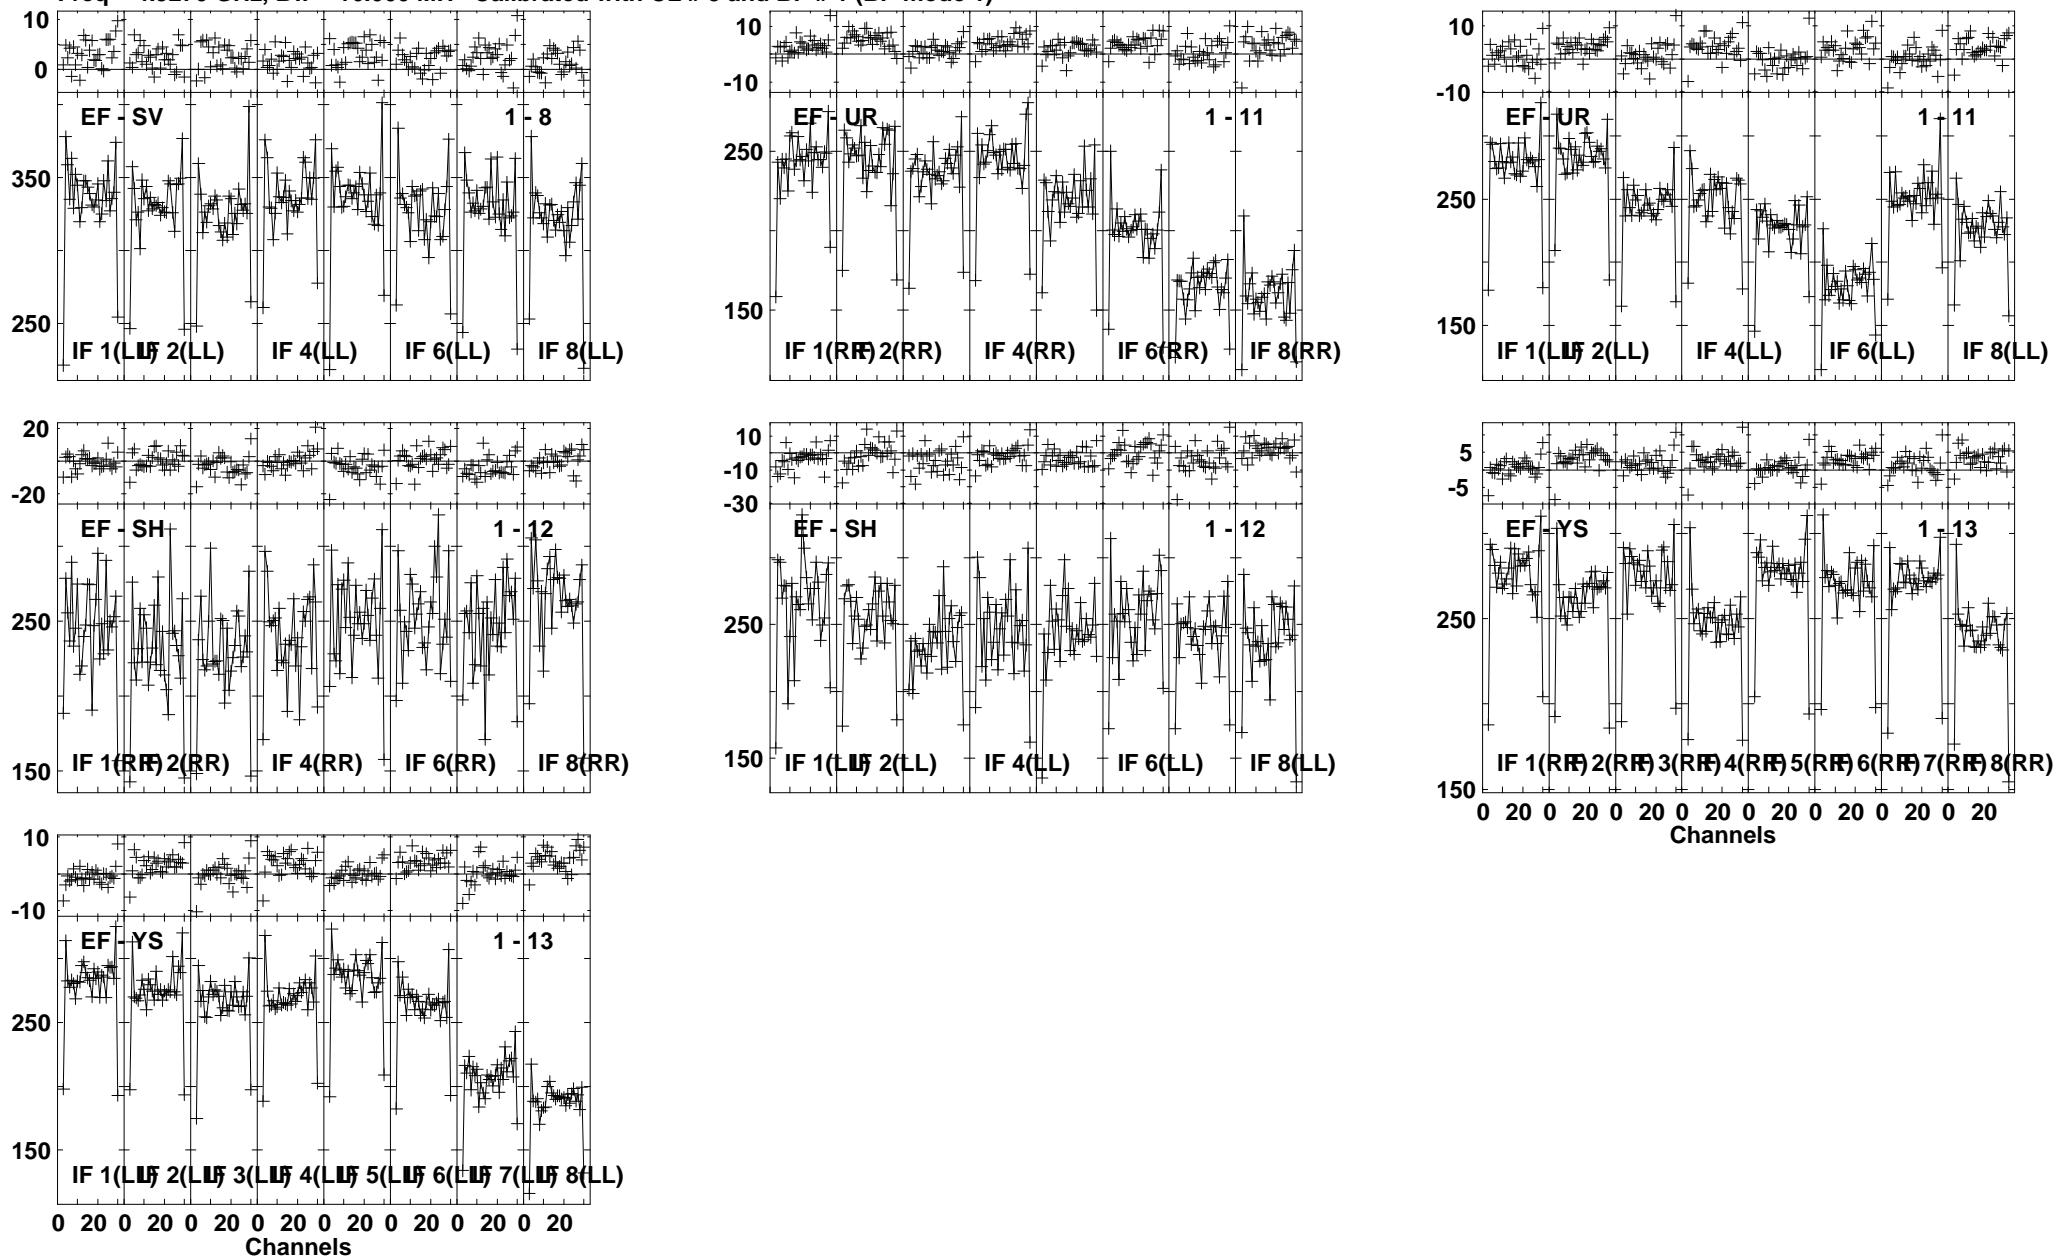 10
0
EF - SV
1 - 8
350
250
IF 1(LL) IF 2(LL) IF 4(LL) IF 6(LL) IF 8(LL)
10
-10
EF - UR
1 - 11
250
150
IF 1(RR) IF 2(RR) IF 4(RR) IF 6(RR) IF 8(RR)
10
-10
EF - UR
1 - 11
250
150
IF 1(LL) IF 2(LL) IF 4(LL) IF 6(LL) IF 8(LL)
20
-20
EF - SH
1 - 12
250
150
IF 1(RR) IF 2(RR) IF 4(RR) IF 6(RR) IF 8(RR)
10
-10
-30
EF - SH
1 - 12
250
150
IF 1(LL) IF 2(LL) IF 4(LL) IF 6(LL) IF 8(LL)
5
-5
EF - YS
1 - 13
250
150
IF 1(RR) IF 2(RR) IF 3(RR) IF 4(RR) IF 5(RR) IF 6(RR) IF 7(RR) IF 8(RR)
0 20 0 20 0 20 0 20 0 20 0 20 0 20 0 20
Channels
10
-10
EF - YS
1 - 13
250
150
IF 1(LL) IF 2(LL) IF 3(LL) IF 4(LL) IF 5(LL) IF 6(LL) IF 7(LL) IF 8(LL)
0 20 0 20 0 20 0 20 0 20 0 20 0 20 0 20
Channels